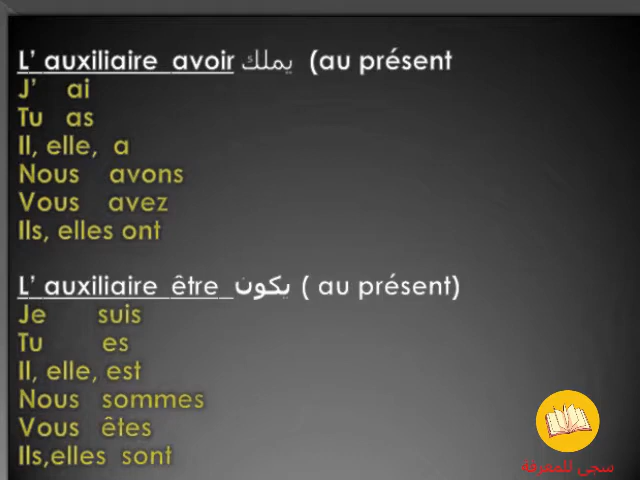 L’ auxiliaire avoir يملك (au présent
J’ ai
Tu as
Il, elle, a
Nous avons
Vous avez
Ils, elles ont
L’ auxiliaire être يكون ( au présent)
Je suis
Tu es
Il, elle, est
Nous sommes
Vous êtes
Ils,elles sont
سجى للمعرفة